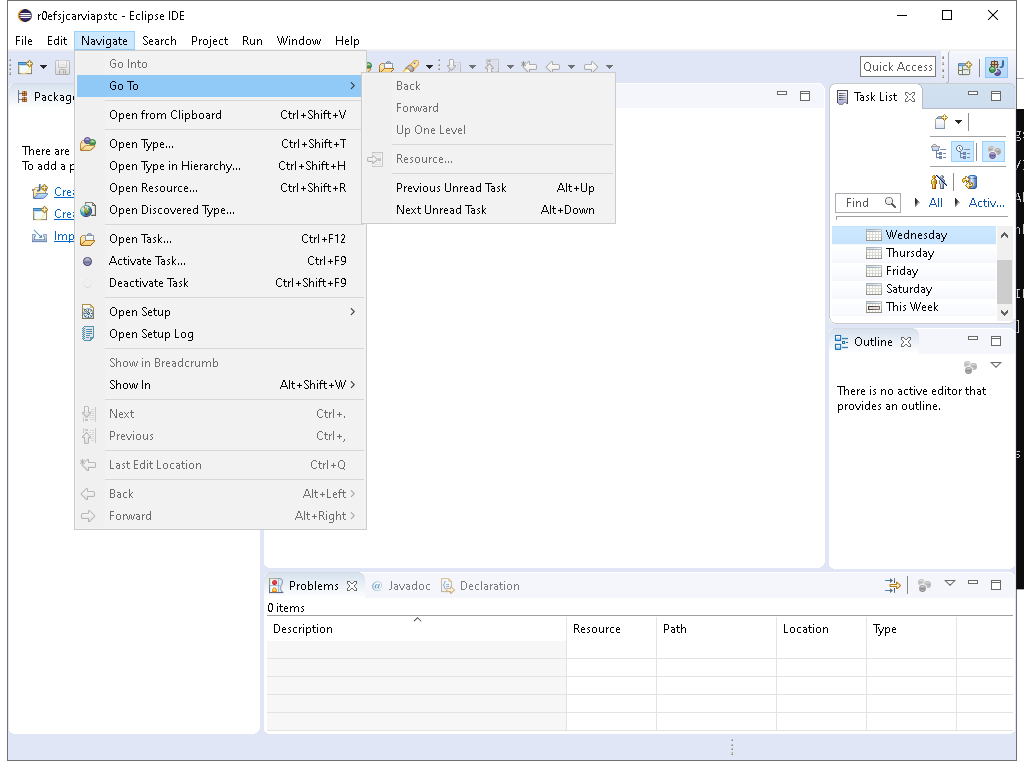 r0efsjcarviapstc - Eclipse IDE
File Edit Navigate Search Project Run Window Help
Quick Access
Go Into
Go To
Open from Clipboard Ctrl+Shift+V
Open Type... Ctrl+Shift+T
Open Type in Hierarchy... Ctrl+Shift+H
Open Resource... Ctrl+Shift+R
Open Discovered Type...
Open Task... Ctrl+F12
Activate Task... Ctrl+F9
Deactivate Task Ctrl+Shift+F9
Open Setup
Open Setup Log
Show in Breadcrumb
Show In Alt+Shift+W
Next Ctrl+.
Previous Ctrl+,
Last Edit Location Ctrl+Q
Back Alt+Left
Forward Alt+Right
Back
Forward
Up One Level
Resource...
Previous Unread Task Alt+Up
Next Unread Task Alt+Down
Packag
There are
To add a p
Crea
Crea
Imp
Task List
Find All Activ...
Wednesday
Thursday
Friday
Saturday
This Week
Outline
There is no active editor that
provides an outline.
Problems @ Javadoc Declaration
0 items
Description Resource Path Location Type